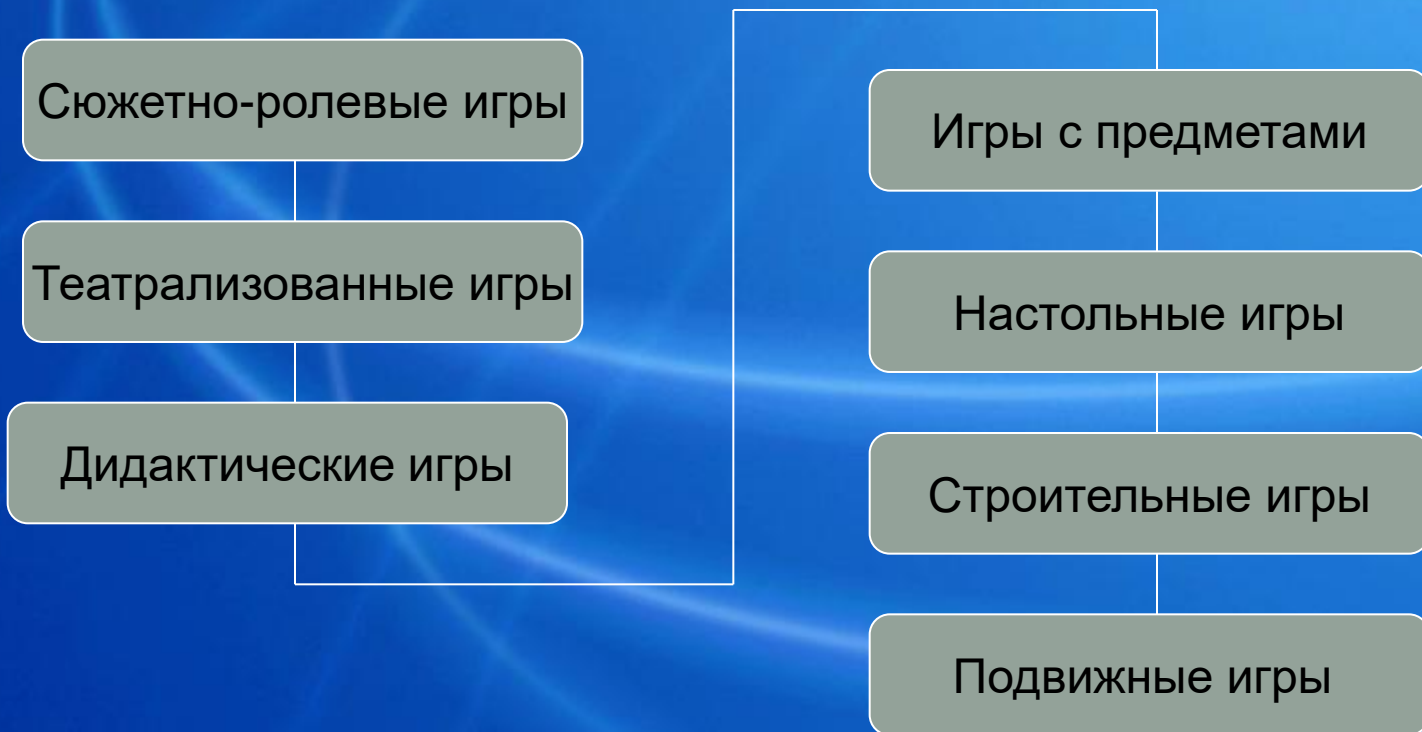 Сюжетно-ролевые игры
Театрализованные игры
Дидактические игры
Игры с предметами
Настольные игры
Строительные игры
Подвижные игры